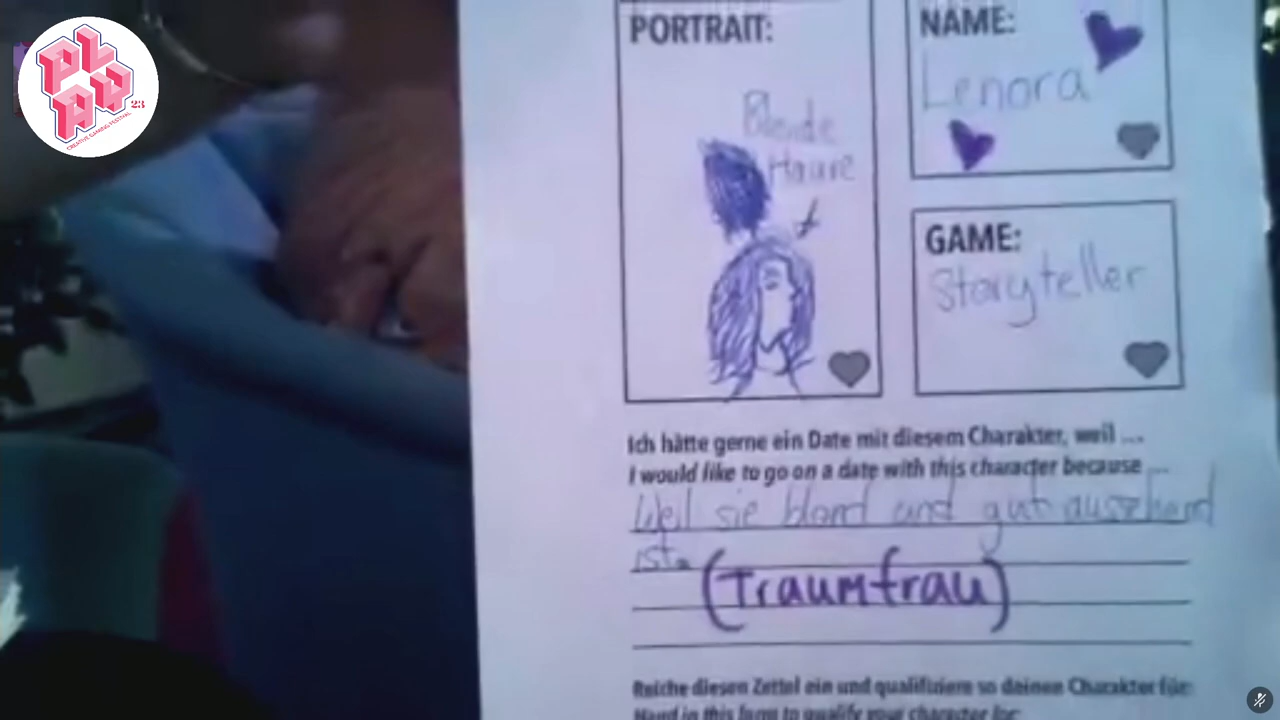 PLAY
23
CREATIVE GAMING FESTIVAL
PORTRAIT:
Blonde
Haare
NAME:
Lenora
GAME:
Storyteller
Ich hätte gerne ein Date mit diesem Charakter, weil ...
I would like to go on a date with this character because ...
Weil sie blond und gut aussehend
ist.
(Traumfrau)
Reiche diesen Zettel ein und qualifiziere so deinen Charakter für:
Hand in this form to qualify your character for: